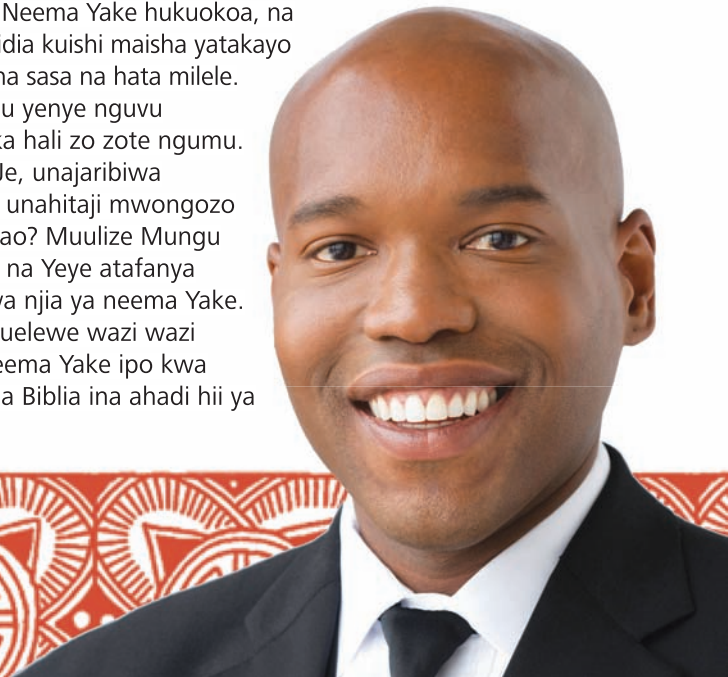 Neema Yake hukuokoa, na
kuishi maisha yatakayo
sasa na hata milele.
yenye nguvu
hali zo zote ngumu.
Je, unajaribiwa
unahitaji mwongozo
Muulize Mungu
na Yeye atafanya
njia ya neema Yake.
wazi wazi
Yake ipo kwa
Biblia ina ahadi hii ya